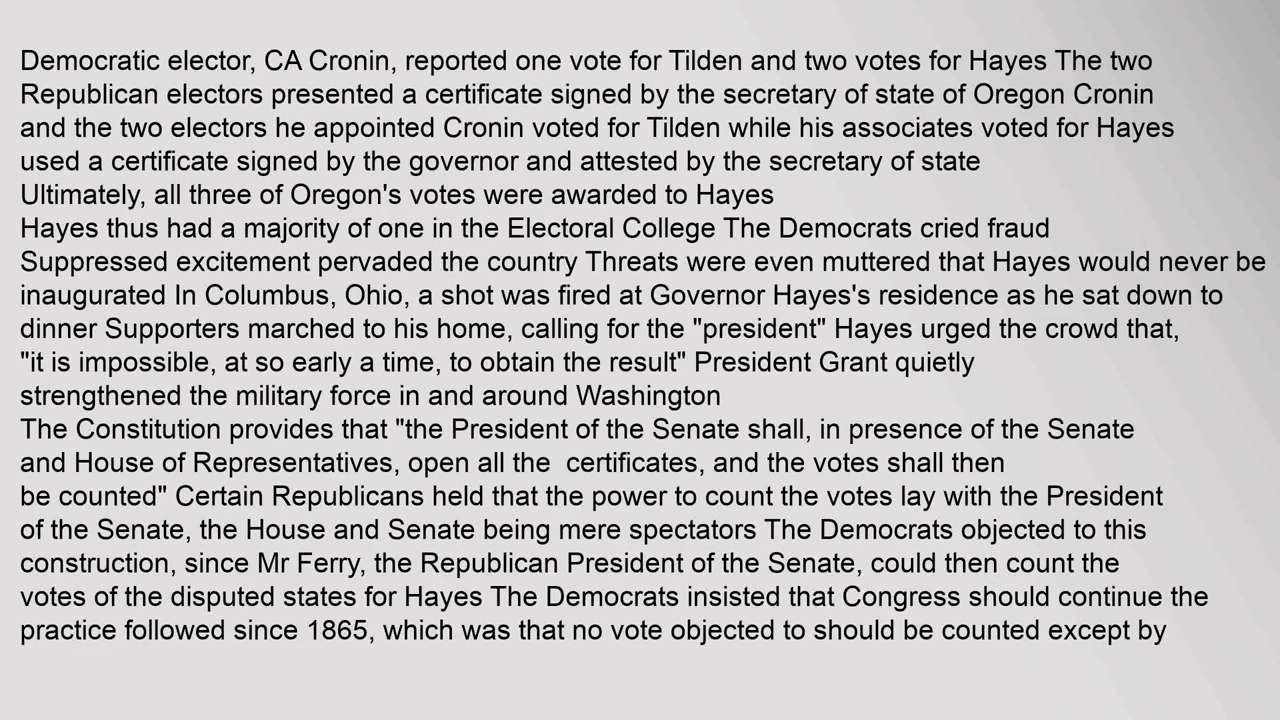 Democratic elector, CA Cronin, reported one vote for Tilden and two votes for Hayes The two
Republican electors presented a certificate signed by the secretary of state of Oregon Cronin
and the two electors he appointed Cronin voted for Tilden while his associates voted for Hayes
used a certificate signed by the governor and attested by the secretary of state
Ultimately, all three of Oregon's votes were awarded to Hayes
Hayes thus had a majority of one in the Electoral College The Democrats cried fraud
Suppressed excitement pervaded the country Threats were even muttered that Hayes would never be
inaugurated In Columbus, Ohio, a shot was fired at Governor Hayes's residence as he sat down to
dinner Supporters marched to his home, calling for the "president" Hayes urged the crowd that,
"it is impossible, at so early a time, to obtain the result" President Grant quietly
strengthened the military force in and around Washington
The Constitution provides that "the President of the Senate shall, in presence of the Senate
and House of Representatives, open all the  certificates, and the votes shall then
be counted" Certain Republicans held that the power to count the votes lay with the President
of the Senate, the House and Senate being mere spectators The Democrats objected to this
construction, since Mr Ferry, the Republican President of the Senate, could then count the
votes of the disputed states for Hayes The Democrats insisted that Congress should continue the
practice followed since 1865, which was that no vote objected to should be counted except by